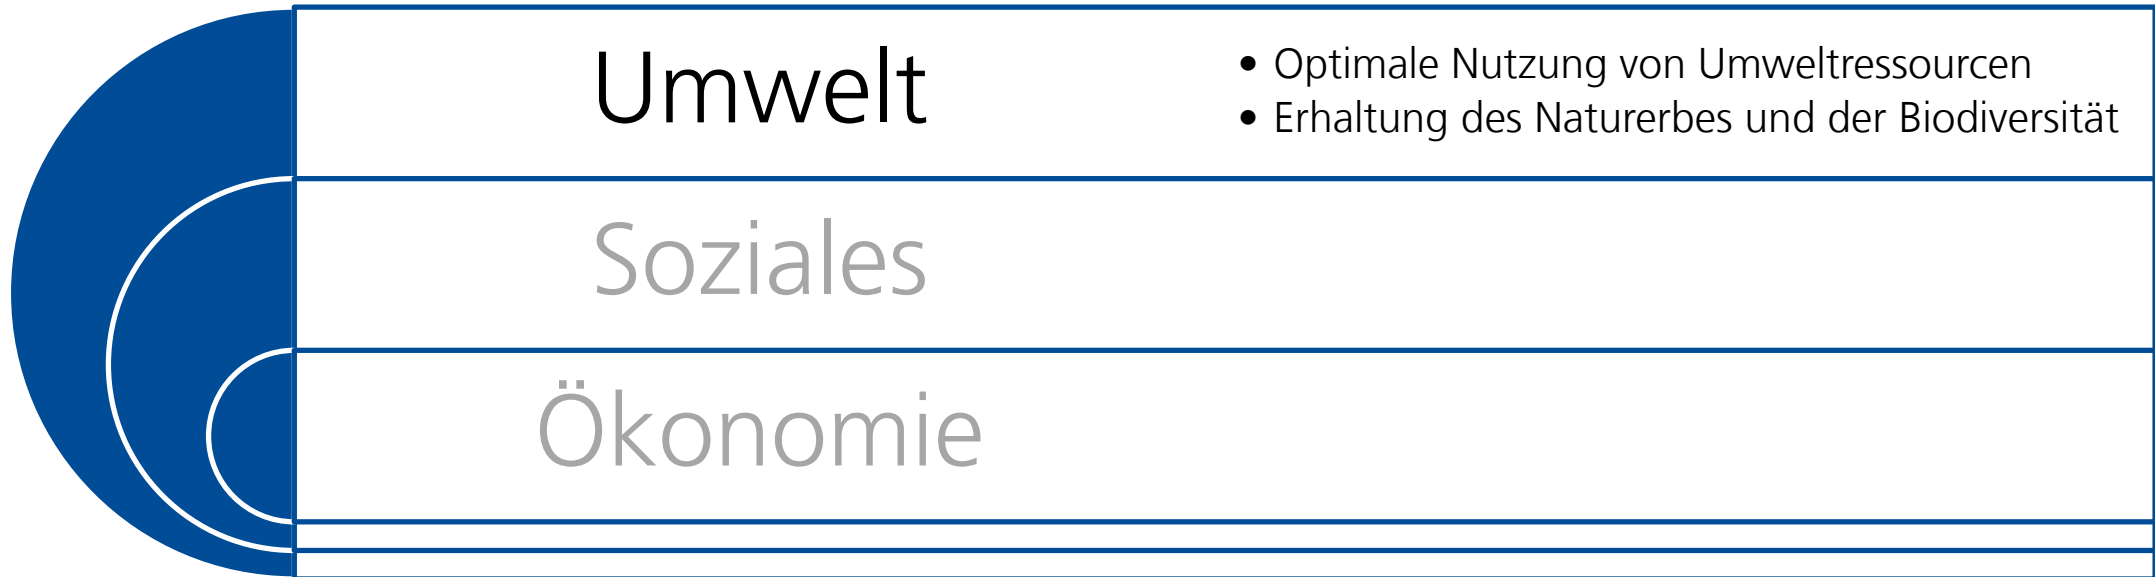 Umwelt
• Optimale Nutzung von Umweltressourcen
• Erhaltung des Naturerbes und der Biodiversität
Soziales
Ökonomie